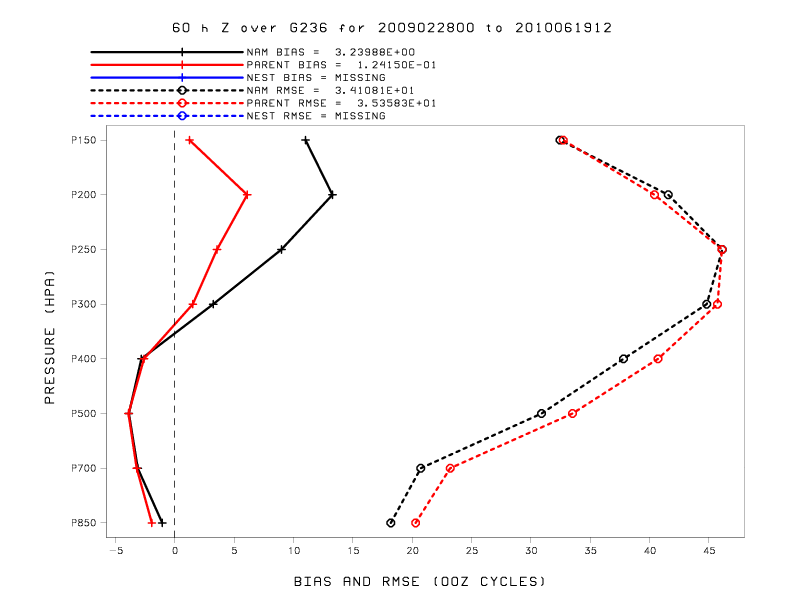 60 h Z over G236 for 2009022800 to 2010061912
NAM BIAS = 3.23988E+00
PARENT BIAS = 1.24150E-01
NEST BIAS = MISSING
NAM RMSE = 3.41081E+01
PARENT RMSE = 3.53583E+01
NEST RMSE = MISSING
P150
P200
P250
P300
P400
P500
P700
P850
PRESSURE (HPA)
-5 0 5 10 15 20 25 30 35 40 45
BIAS AND RMSE (00Z CYCLES)